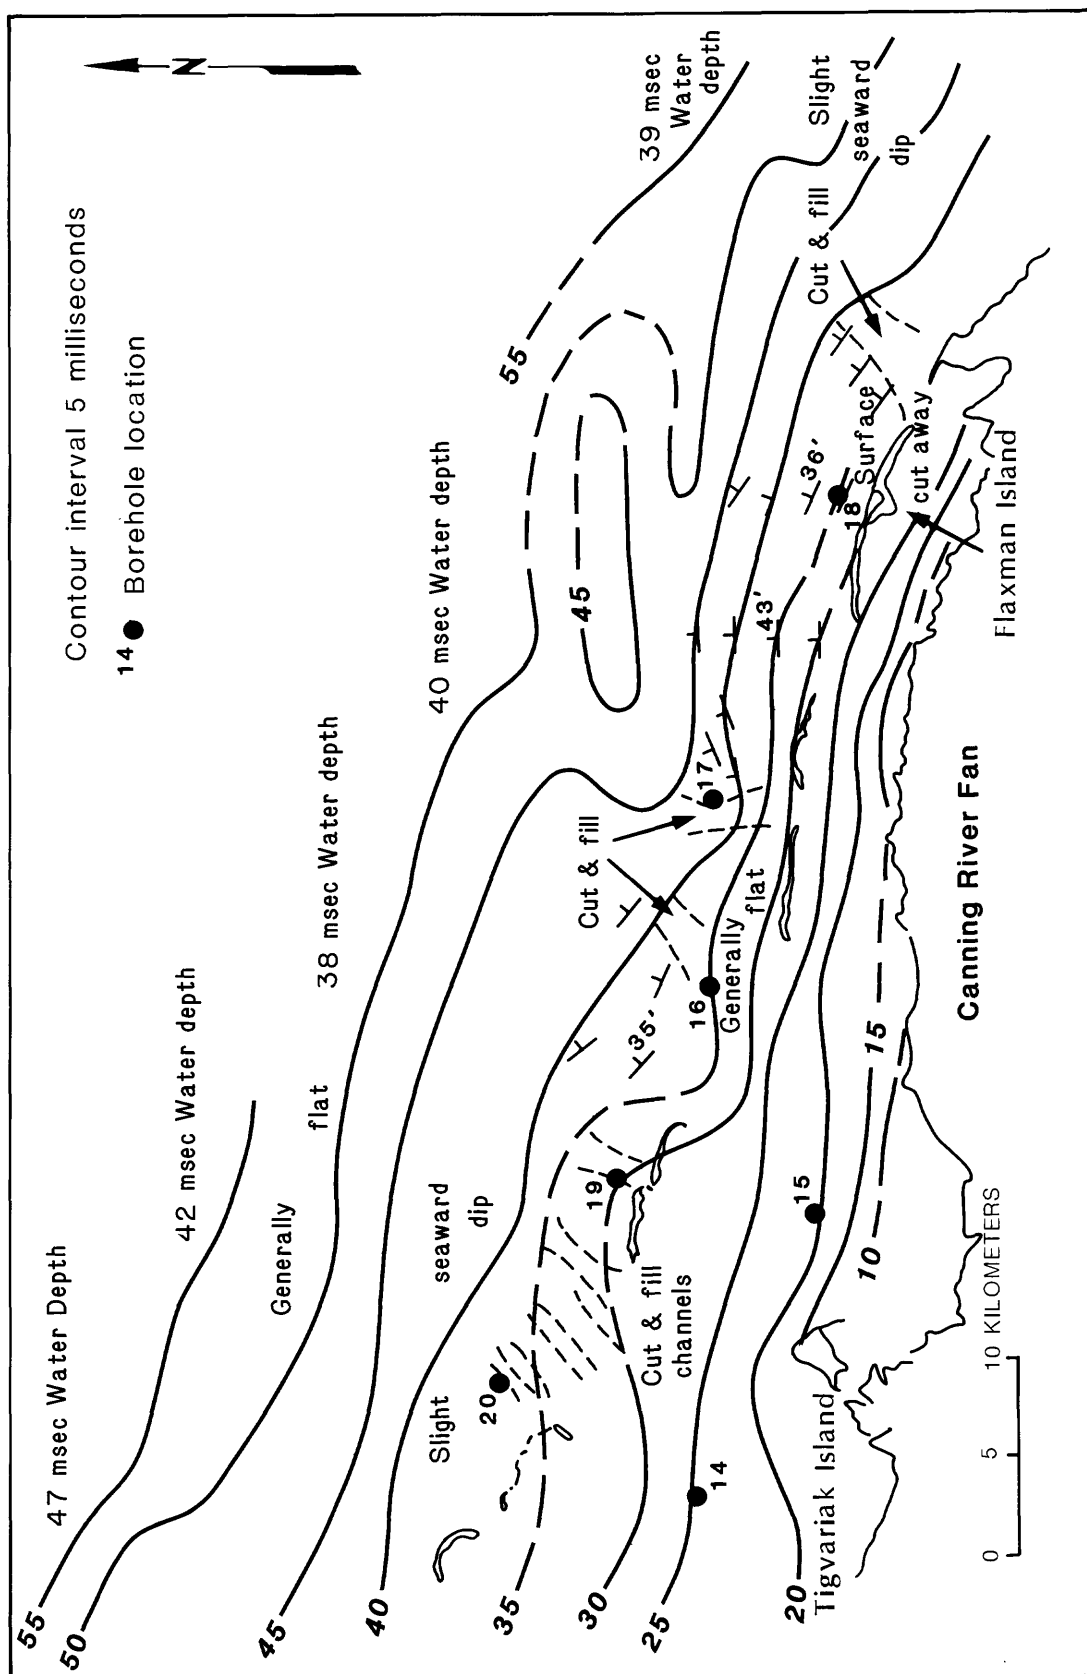 N
Contour interval 5 milliseconds
14 Borehole location
47 msec Water Depth
42 msec Water depth
38 msec Water depth
40 msec Water depth
39 msec
Water
depth
Generally
flat
Slight
seaward
dip
Slight
seaward
dip
55
50
45
40
35
30
25
20
55
45
Cut & fill
Cut & fill
Cut & fill
channels
Generally
flat
35'
43'
36'
20
19
14
15
16
17
18
Surface
cut away
15
10
Tigvariak Island
Canning River Fan
Flaxman Island
0 5 10 KILOMETERS